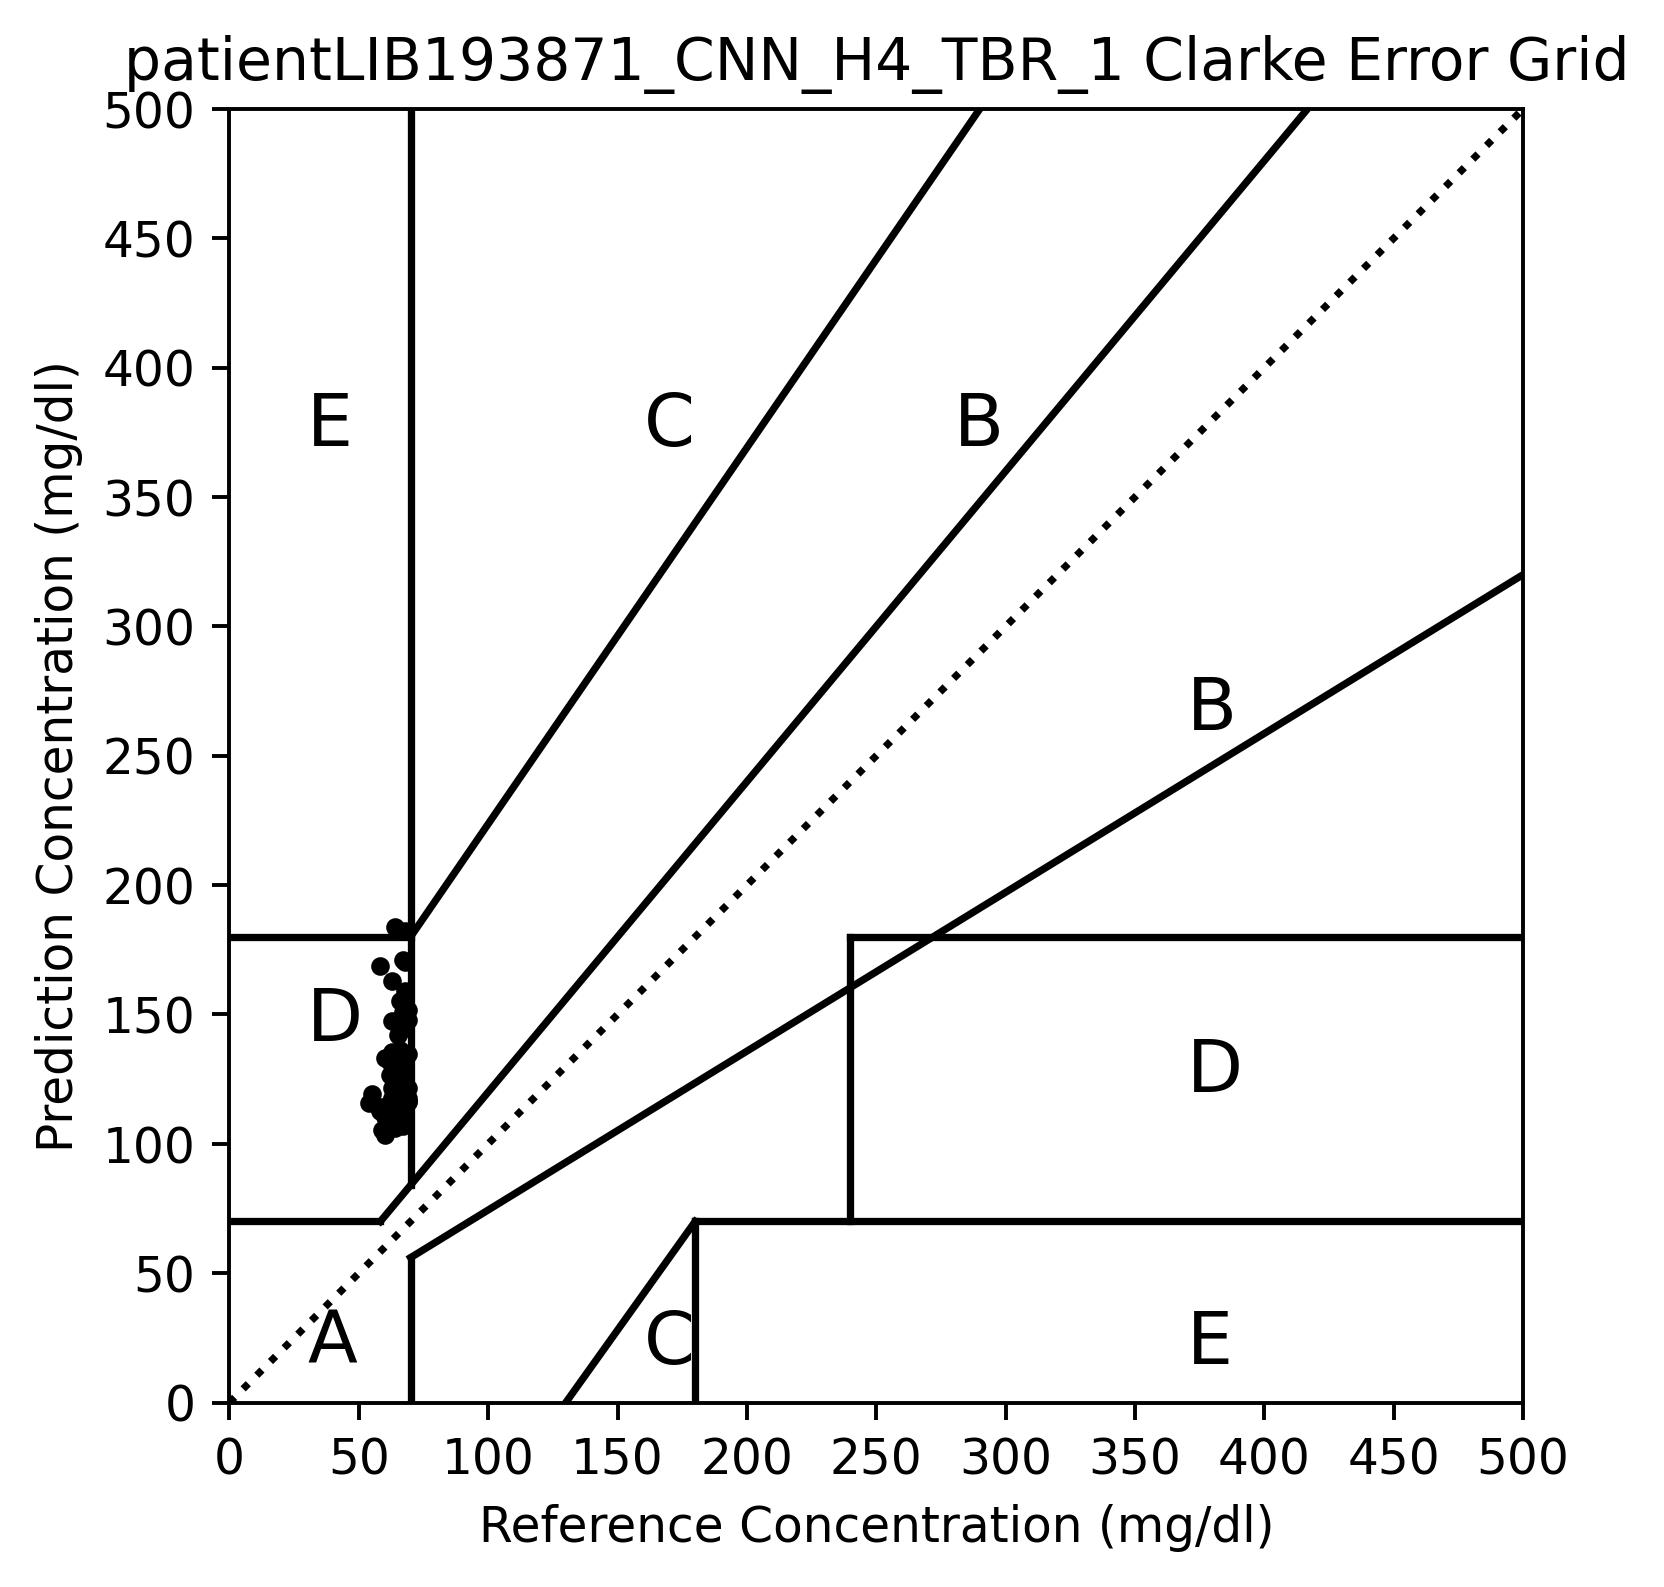 patientLIB193871_CNN_H4_TBR_1 Clarke Error Grid
500
450
400
350
300
250
200
150
100
50
0
Prediction Concentration (mg/dl)
E
C
B
B
D
D
A
C
E
0 50 100 150 200 250 300 350 400 450 500
Reference Concentration (mg/dl)